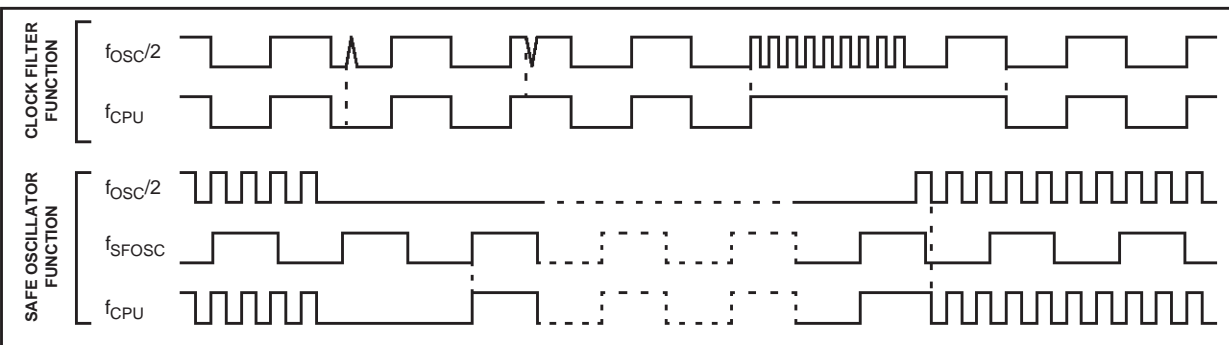 CLOCK FILTER
FUNCTION
fOSC/2
fCPU
SAFE OSCILLATOR
FUNCTION
fOSC/2
fSFOSC
fCPU